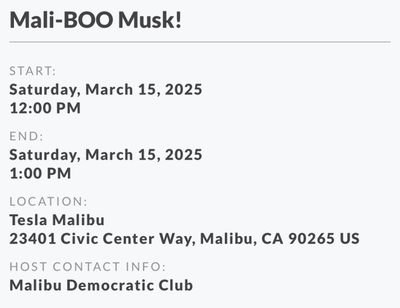 Mali-BOO Musk!
START:
Saturday, March 15, 2025
12:00 PM
END:
Saturday, March 15, 2025
1:00 PM
LOCATION:
Tesla Malibu
23401 Civic Center Way, Malibu, CA 90265 US
HOST CONTACT INFO:
Malibu Democratic Club